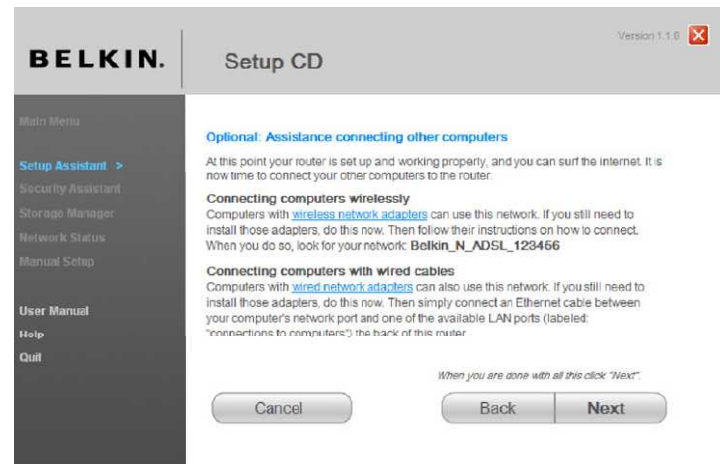 BELKIN.
Setup CD
Version 1.1.0
Main Menu
Setup Assistant >
Security Assistant
Storage Manager
Network Status
Manual Setup
User Manual
Help
Quit
Optional: Assistance connecting other computers
At this point your router is set up and working properly, and you can surf the internet. It is
now time to connect your other computers to the router.
Connecting computers wirelessly
Computers with wireless network adapters can use this network. If you still need to
install those adapters, do this now. Then follow their instructions on how to connect.
When you do so, look for your network: Belkin_N_ADSL_123456
Connecting computers with wired cables
Computers with wired network adapters can also use this network. If you still need to
install those adapters, do this now. Then simply connect an Ethernet cable between
your computer's network port and one of the available LAN ports (labeled:
"connections to computers") the back of this router
When you are done with all this click "Next".
Cancel
Back
Next